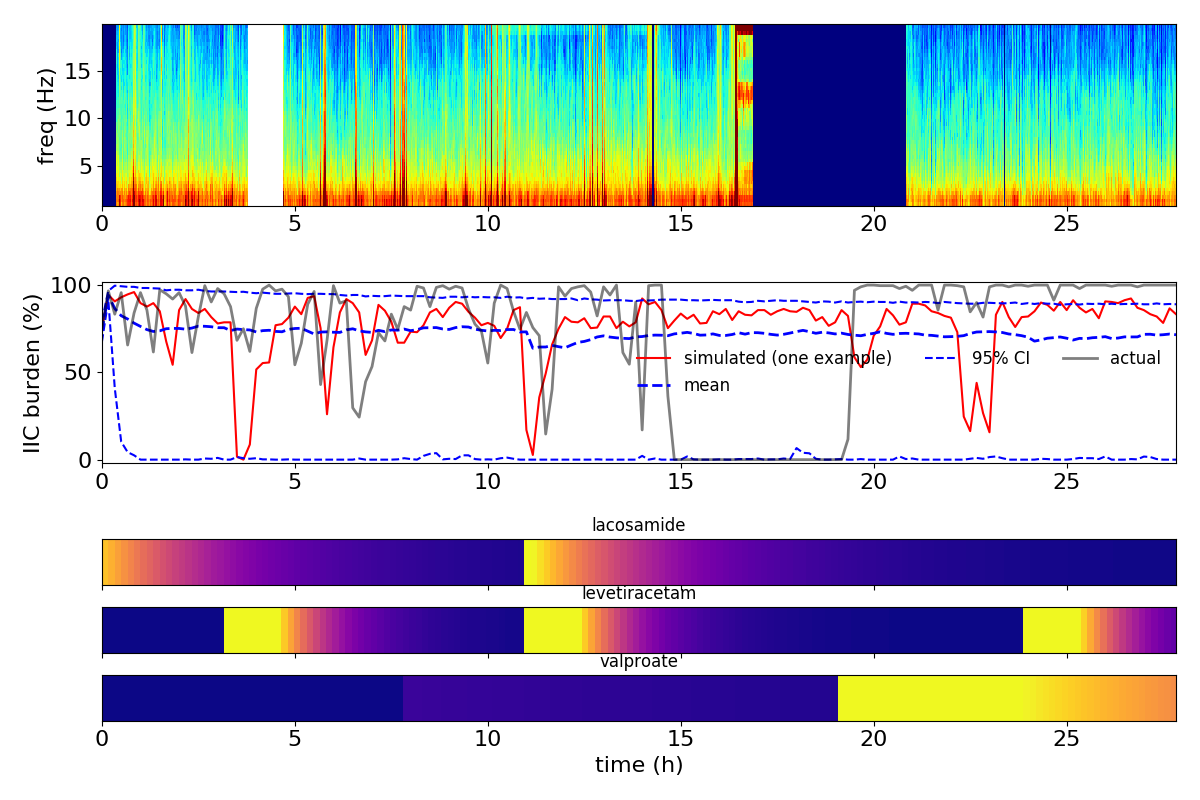 freq (Hz)
15
10
5
0 5 10 15 20 25
IIC burden (%)
100
50
0
simulated (one example)
mean
95% CI
actual
0 5 10 15 20 25
lacosamide
levetiracetam
valproate
0 5 10 15 20 25
time (h)